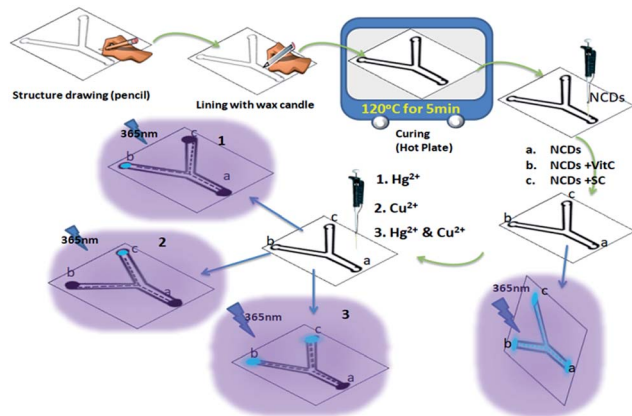 Structure drawing (pencil)
Lining with wax candle
120°C for 5min
Curing
(Hot Plate)
NCDs
a. NCDs
b. NCDs +VitC
c. NCDs +SC
365nm
c
1
b
a
1. Hg²⁺
2. Cu²⁺
3. Hg²⁺ & Cu²⁺
365nm
2
c
b
a
c
b
a
c
b
a
365nm
3
c
b
a
365nm
c
b
a